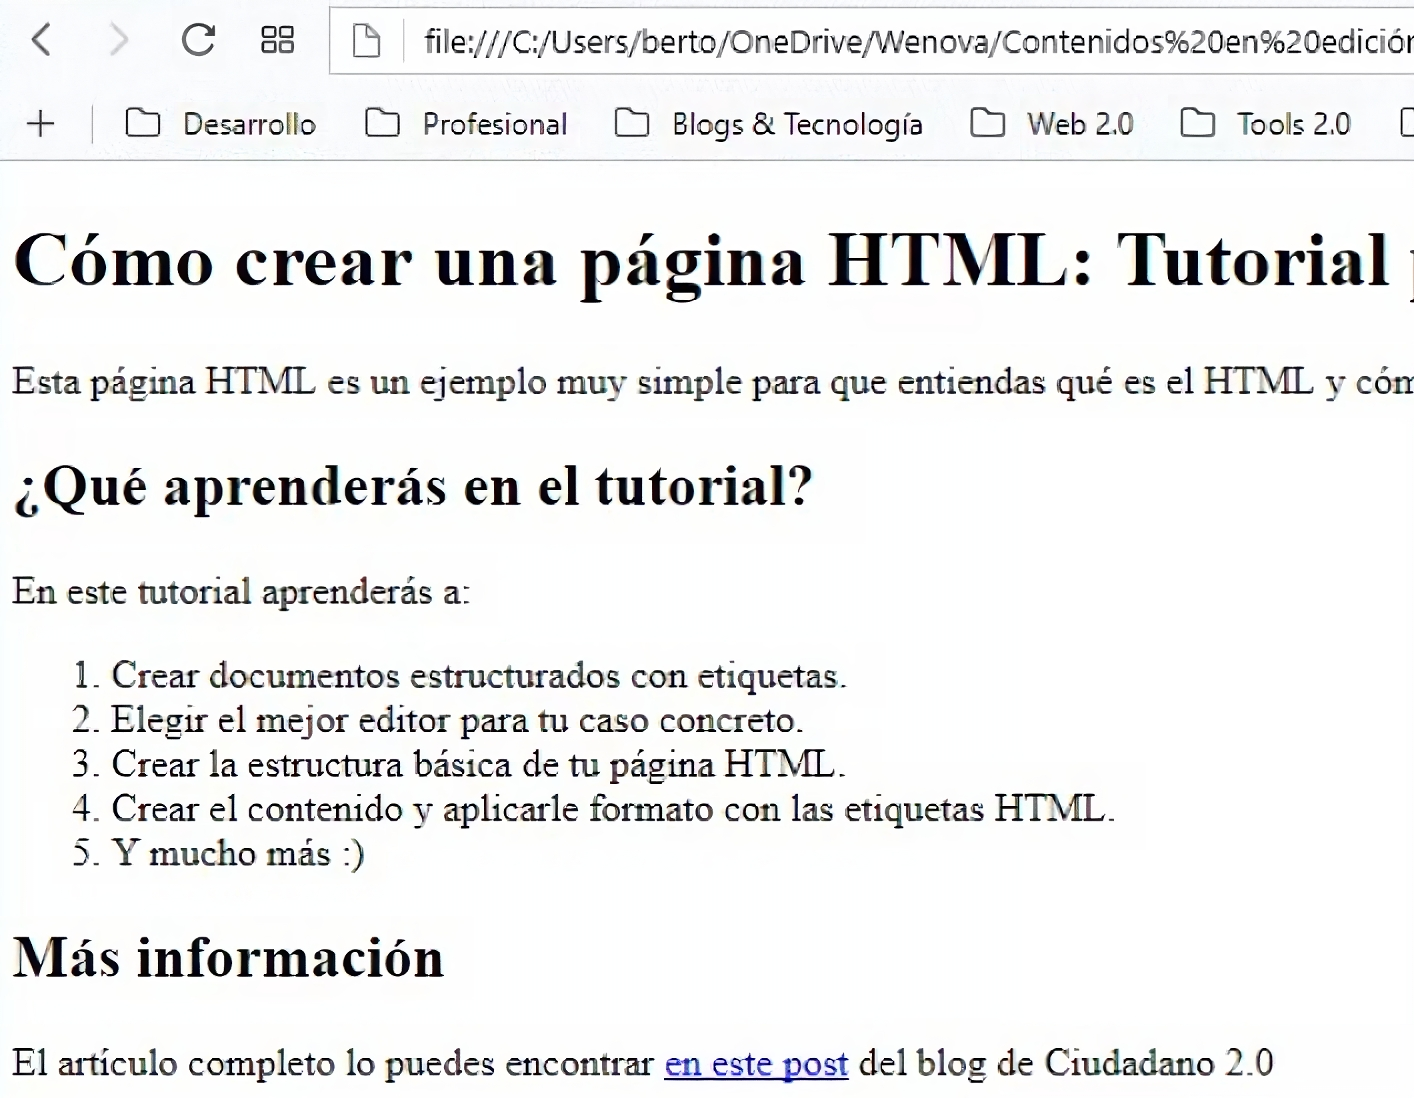 file:///C:/Users/berto/OneDrive/Wenova/Contenidos%20en%20edición
Desarrollo Profesional Blogs & Tecnología Web 2.0 Tools 2.0
Cómo crear una página HTML: Tutorial
Esta página HTML es un ejemplo muy simple para que entiendas qué es el HTML y
¿Qué aprenderás en el tutorial?
En este tutorial aprenderás a:
1. Crear documentos estructurados con etiquetas.
2. Elegir el mejor editor para tu caso concreto.
3. Crear la estructura básica de tu página HTML.
4. Crear el contenido y aplicarle formato con las etiquetas HTML.
5. Y mucho más :)
Más información
El artículo completo lo puedes encontrar en este post del blog de Ciudadano 2.0